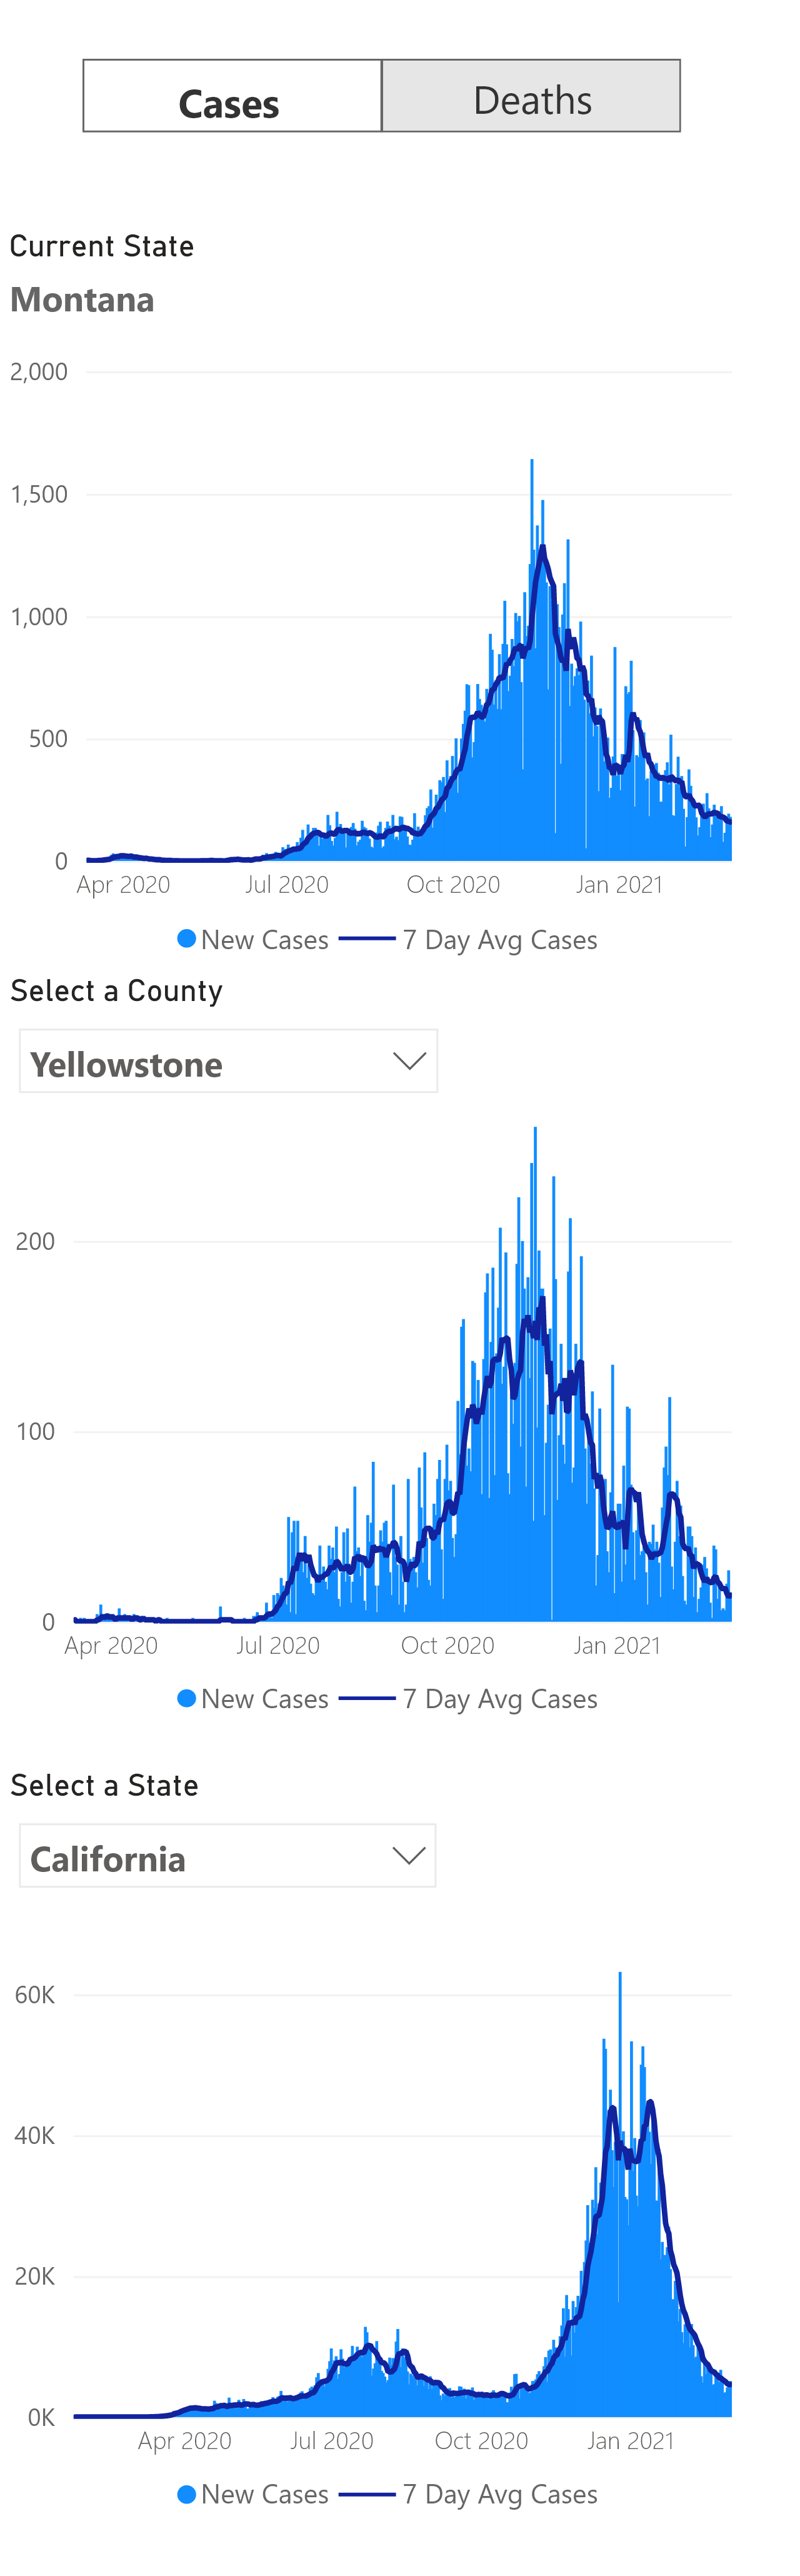 Cases Deaths
Current State
Montana
2,000
1,500
1,000
500
0
Apr 2020 Jul 2020 Oct 2020 Jan 2021
New Cases 7 Day Avg Cases
Select a County
Yellowstone
200
100
0
Apr 2020 Jul 2020 Oct 2020 Jan 2021
New Cases 7 Day Avg Cases
Select a State
California
60K
40K
20K
0K
Apr 2020 Jul 2020 Oct 2020 Jan 2021
New Cases 7 Day Avg Cases